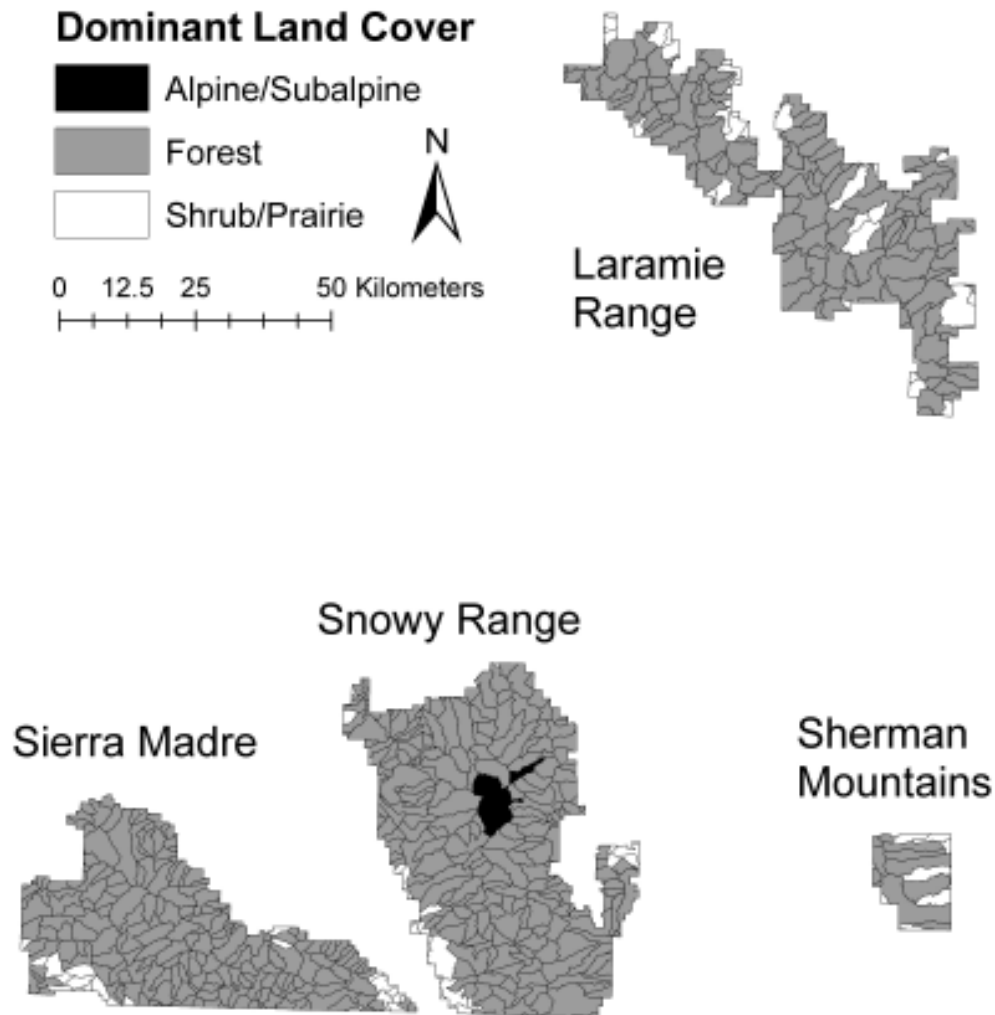 Dominant Land Cover
Alpine/Subalpine
Forest
Shrub/Prairie
N
0 12.5 25 50 Kilometers
Laramie
Range
Snowy Range
Sierra Madre
Sherman
Mountains